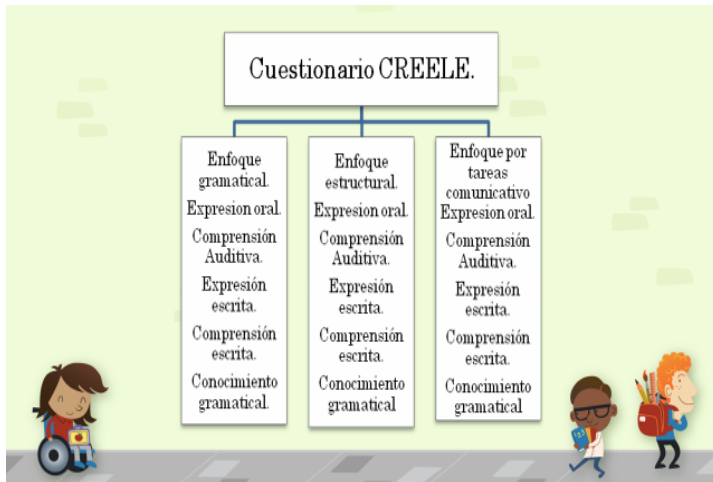 Cuestionario CREELE.
Enfoque
gramatical.
Expresion oral.
Comprensión
Auditiva.
Expresión
escrita.
Comprensión
escrita.
Conocimiento
gramatical.
Enfoque
estructural.
Expresion oral.
Comprensión
Auditiva.
Expresión
escrita.
Comprensión
escrita.
Conocimiento
gramatical
Enfoque por
tareas
comunicativo
Expresion oral.
Comprensión
Auditiva.
Expresión
escrita.
Comprensión
escrita.
Conocimiento
gramatical